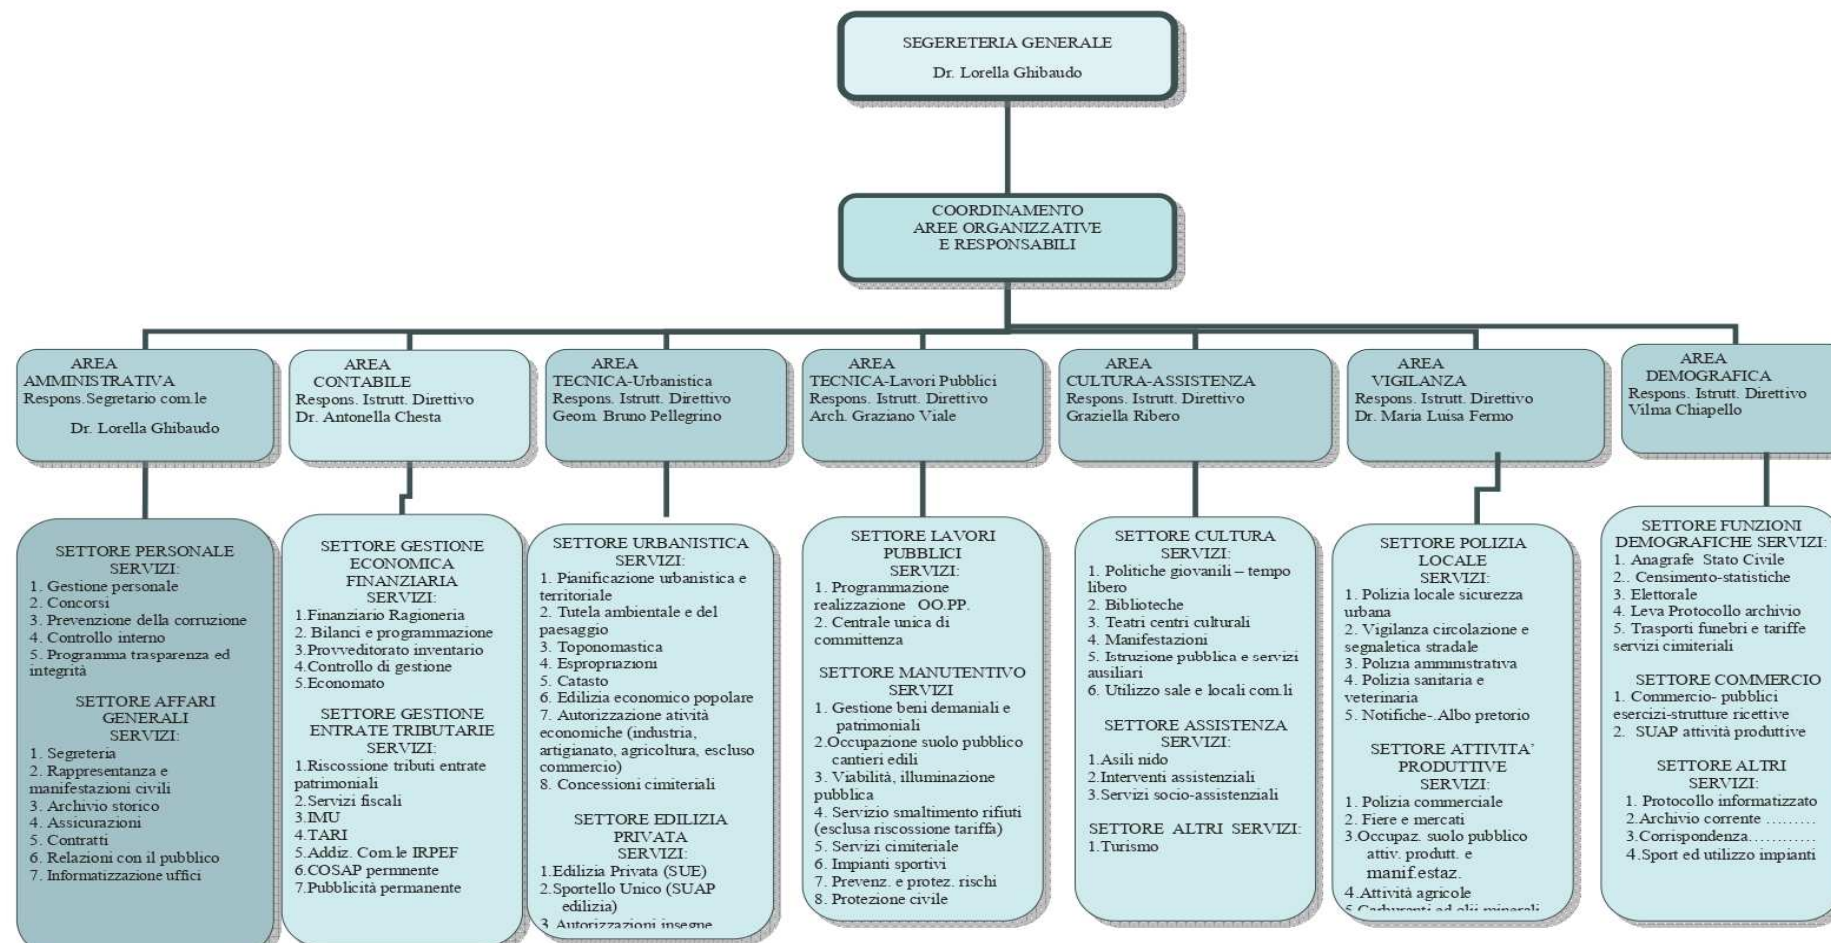 SEGERETERIA GENERALE
Dr. Lorella Ghibaudo
COORDINAMENTO
AREE ORGANIZZATIVE
E RESPONSABILI
AREA
AMMINISTRATIVA
Respons.Segretario com.le
Dr. Lorella Ghibaudo
AREA
CONTABILE
Respons. Istrutt. Direttivo
Dr. Antonella Chesta
AREA
TECNICA-Urbanistica
Respons. Istrutt. Direttivo
Geom. Bruno Pellegrino
AREA
TECNICA-Lavori Pubblici
Respons. Istrutt. Direttivo
Arch. Graziano Viale
AREA
CULTURA-ASSISTENZA
Respons. Istrutt. Direttivo
Graziella Ribero
AREA
VIGILANZA
Respons. Istrutt. Direttivo
Dr. Maria Luisa Fermo
AREA
DEMOGRAFICA
Respons. Istrutt. Direttivo
Vilma Chiapello
SETTORE PERSONALE
SERVIZI:
1. Gestione personale
2. Concorsi
3. Prevenzione della corruzione
4. Controllo interno
5. Programma trasparenza ed
integrità
SETTORE AFFARI
GENERALI
SERVIZI:
1. Segreteria
2. Rappresentanza e
manifestazioni civili
3. Archivio storico
4. Assicurazioni
5. Contratti
6. Relazioni con il pubblico
7. Informatizzazione uffici
SETTORE GESTIONE
ECONOMICA
FINANZIARIA
SERVIZI:
1.Finanziario Ragioneria
2. Bilanci e programmazione
3.Provveditorato inventario
4.Controllo di gestione
5.Economato
SETTORE GESTIONE
ENTRATE TRIBUTARIE
SERVIZI:
1.Riscossione tributi entrate
patrimoniali
2.Servizi fiscali
3.IMU
4.TARI
5.Addiz. Com.le IRPEF
6.COSAP permnente
7.Pubblicità permanente
SETTORE URBANISTICA
SERVIZI:
1. Pianificazione urbanistica e
territoriale
2. Tutela ambientale e del
paesaggio
3. Toponomastica
4. Espropriazioni
5. Catasto
6. Edilizia economico popolare
7. Autorizzazione atività
economiche (industria,
artigianato, agricoltura, escluso
commercio)
8. Concessioni cimiteriali
SETTORE EDILIZIA
PRIVATA
SERVIZI:
1.Edilizia Privata (SUE)
2.Sportello Unico (SUAP
edilizia)
3. Autorizzazioni insegne
SETTORE LAVORI
PUBBLICI
SERVIZI:
1. Programmazione
realizzazione OO.PP.
2. Centrale unica di
committenza
SETTORE MANUTENTIVO
SERVIZI
1. Gestione beni demaniali e
patrimoniali
2.Occupazione suolo pubblico
cantieri edili
3. Viabilità, illuminazione
pubblica
4. Servizio smaltimento rifiuti
(esclusa riscossione tariffa)
5. Servizi cimiteriale
6. Impianti sportivi
7. Prevenz. e protez. rischi
8. Protezione civile
SETTORE CULTURA
SERVIZI:
1. Politiche giovanili – tempo
libero
2. Biblioteche
3. Teatri centri culturali
4. Manifestazioni
5. Istruzione pubblica e servizi
ausiliari
6. Utilizzo sale e locali com.li
SETTORE ASSISTENZA
SERVIZI:
1.Asili nido
2.Interventi assistenziali
3.Servizi socio-assistenziali
SETTORE ALTRI SERVIZI:
1.Turismo
SETTORE POLIZIA
LOCALE
SERVIZI:
1. Polizia locale sicurezza
urbana
2. Vigilanza circolazione e
segnaletica stradale
3. Polizia amministrativa
4. Polizia sanitaria e
veterinaria
5. Notifiche-.Albo pretorio
SETTORE ATTIVITA'
PRODUTTIVE
SERVIZI:
1. Polizia commerciale
2. Fiere e mercati
3.Occupaz. suolo pubblico
attiv. produtt. e
manif.estaz.
4.Attività agricole
5.Carburanti ed olii minerali
SETTORE FUNZIONI
DEMOGRAFICHE SERVIZI:
1. Anagrafe Stato Civile
2.. Censimento-statistiche
3. Elettorale
4. Leva Protocollo archivio
5. Trasporti funebri e tariffe
servizi cimiteriali
SETTORE COMMERCIO
1. Commercio- pubblici
esercizi-strutture ricettive
2. SUAP attività produttive
SETTORE ALTRI
SERVIZI:
1. Protocollo informatizzato
2.Archivio corrente .........
3.Corrispondenza............
4.Sport ed utilizzo impianti